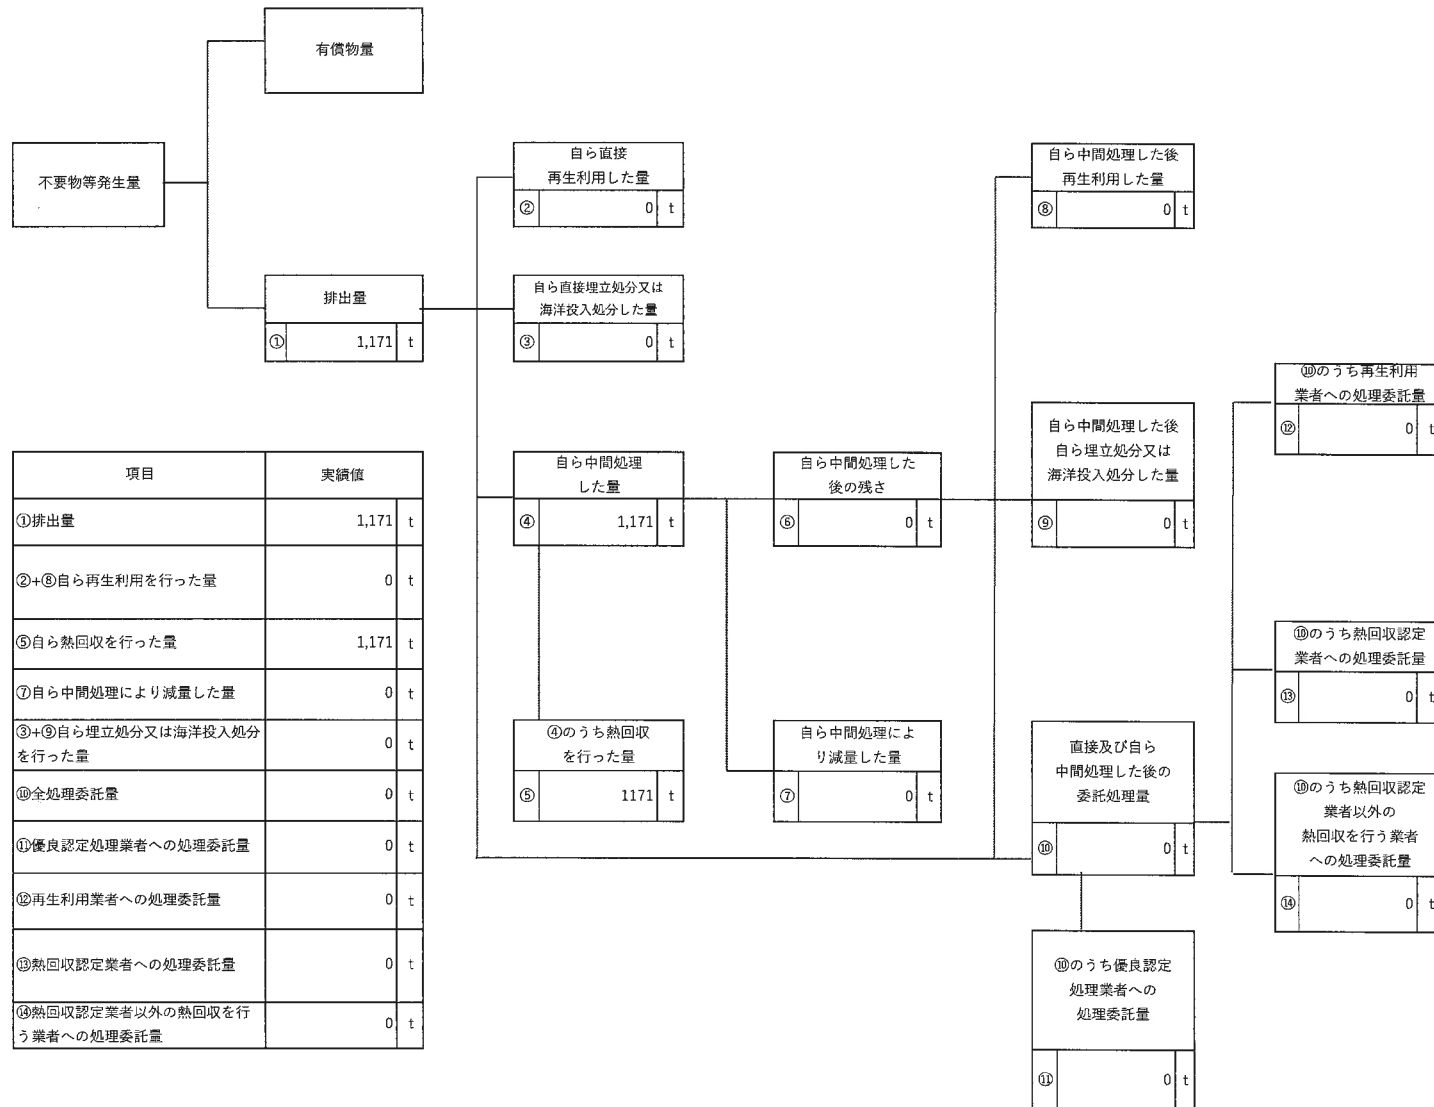 有償物量
不要物等発生量
排出量
① 1,171 t
自ら直接
再生利用した量
② 0 t
自ら直接埋立処分又は
海洋投入処分した量
③ 0 t
自ら中間処理
した量
④ 1,171 t
④のうち熱回収
を行った量
⑤ 1171 t
自ら中間処理した
後の残さ
⑥ 0 t
自ら中間処理によ
り減量した量
⑦ 0 t
自ら中間処理した後
再生利用した量
⑧ 0 t
自ら中間処理した後
自ら埋立処分又は
海洋投入処分した量
⑨ 0 t
直接及び自ら
中間処理した後の
委託処理量
⑩ 0 t
⑩のうち優良認定
処理業者への
処理委託量
⑪ 0 t
⑩のうち再生利用
業者への処理委託量
⑫ 0 t
⑩のうち熱回収認定
業者への処理委託量
⑬ 0 t
⑩のうち熱回収認定
業者以外の
熱回収を行う業者
への処理委託量
⑭ 0 t
項目 実績値
①排出量 1,171 t
②+⑧自ら再生利用を行った量 0 t
⑤自ら熱回収を行った量 1,171 t
⑦自ら中間処理により減量した量 0 t
③+⑨自ら埋立処分又は海洋投入処分
を行った量 0 t
⑩全処理委託量 0 t
⑪優良認定処理業者への処理委託量 0 t
⑫再生利用業者への処理委託量 0 t
⑬熱回収認定業者への処理委託量 0 t
⑭熱回収認定業者以外の熱回収を行
う業者への処理委託量 0 t